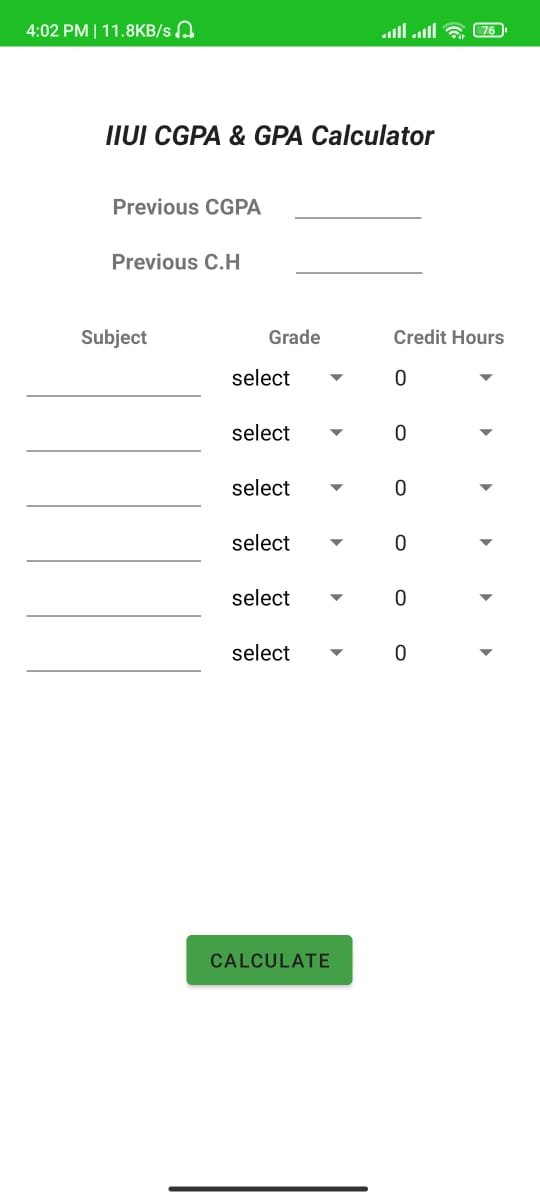 4:02 PM | 11.8KB/s
76
IIUI CGPA & GPA Calculator
Previous CGPA
Previous C.H
Subject Grade Credit Hours
select 0
select 0
select 0
select 0
select 0
select 0
CALCULATE